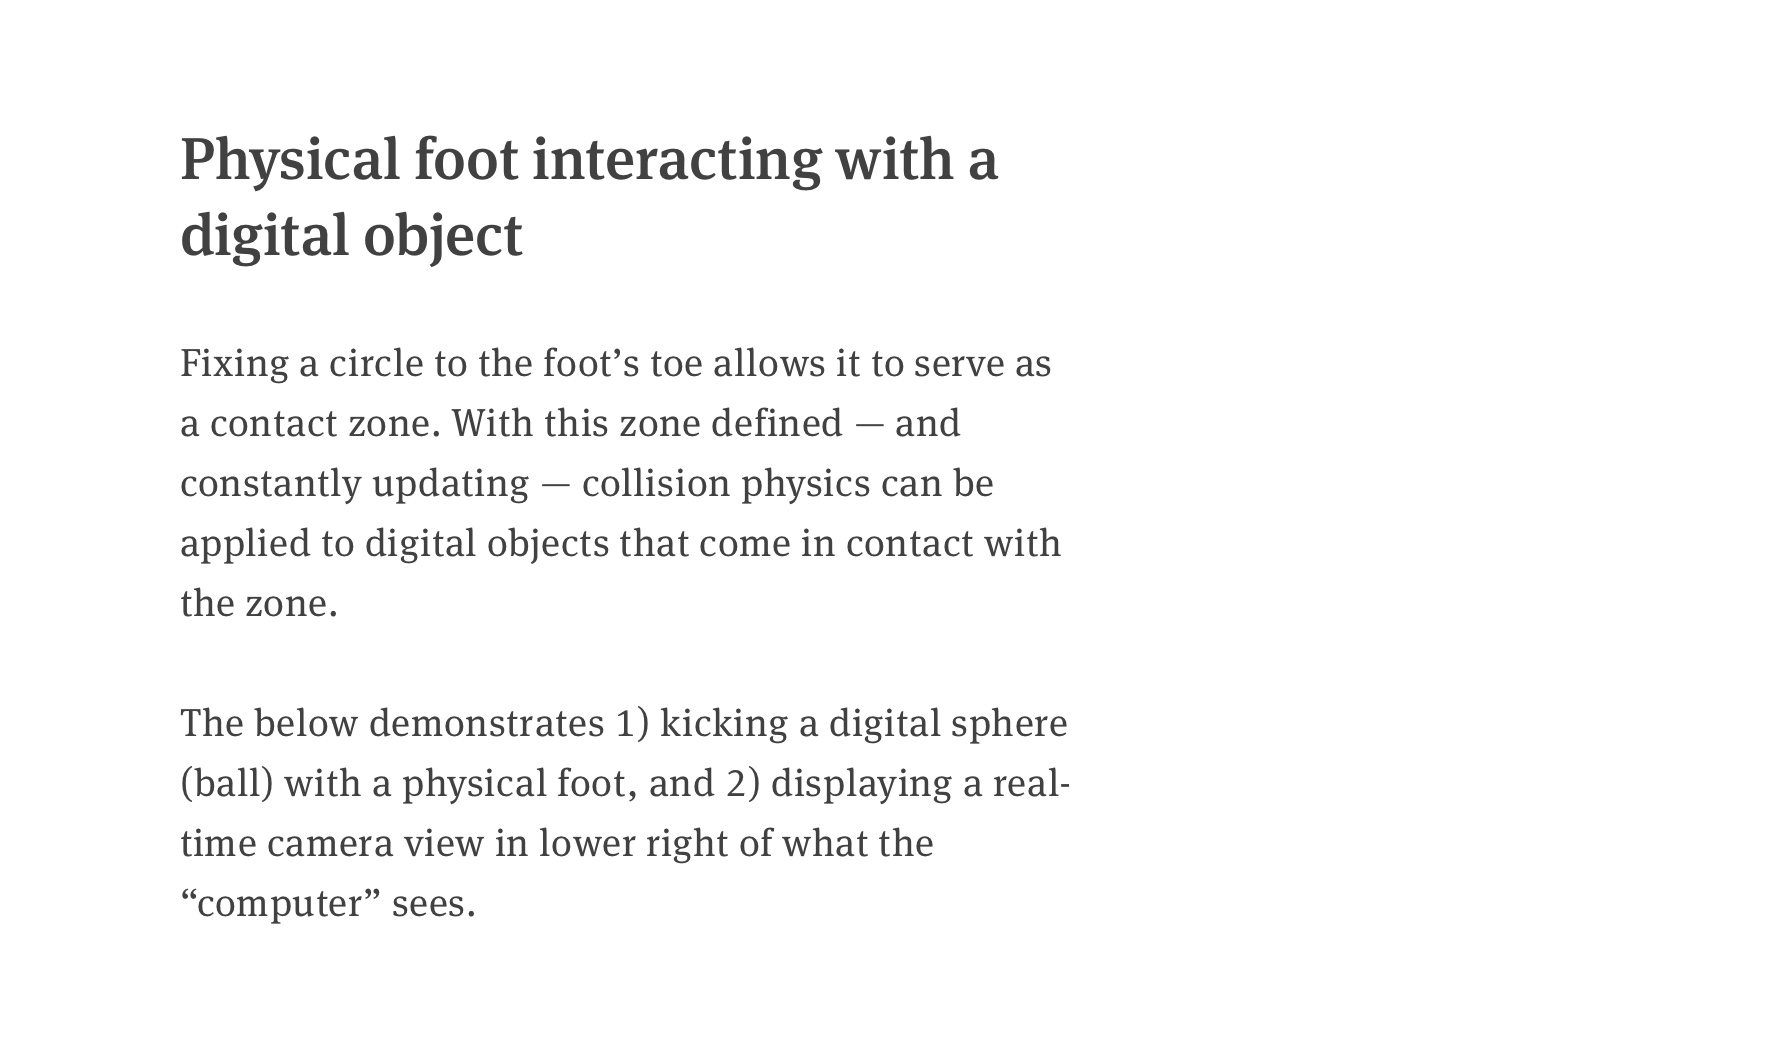 Physical foot interacting with a
digital object
Fixing a circle to the foot’s toe allows it to serve as
a contact zone. With this zone defined — and
constantly updating — collision physics can be
applied to digital objects that come in contact with
the zone.
The below demonstrates 1) kicking a digital sphere
(ball) with a physical foot, and 2) displaying a real-
time camera view in lower right of what the
“computer” sees.